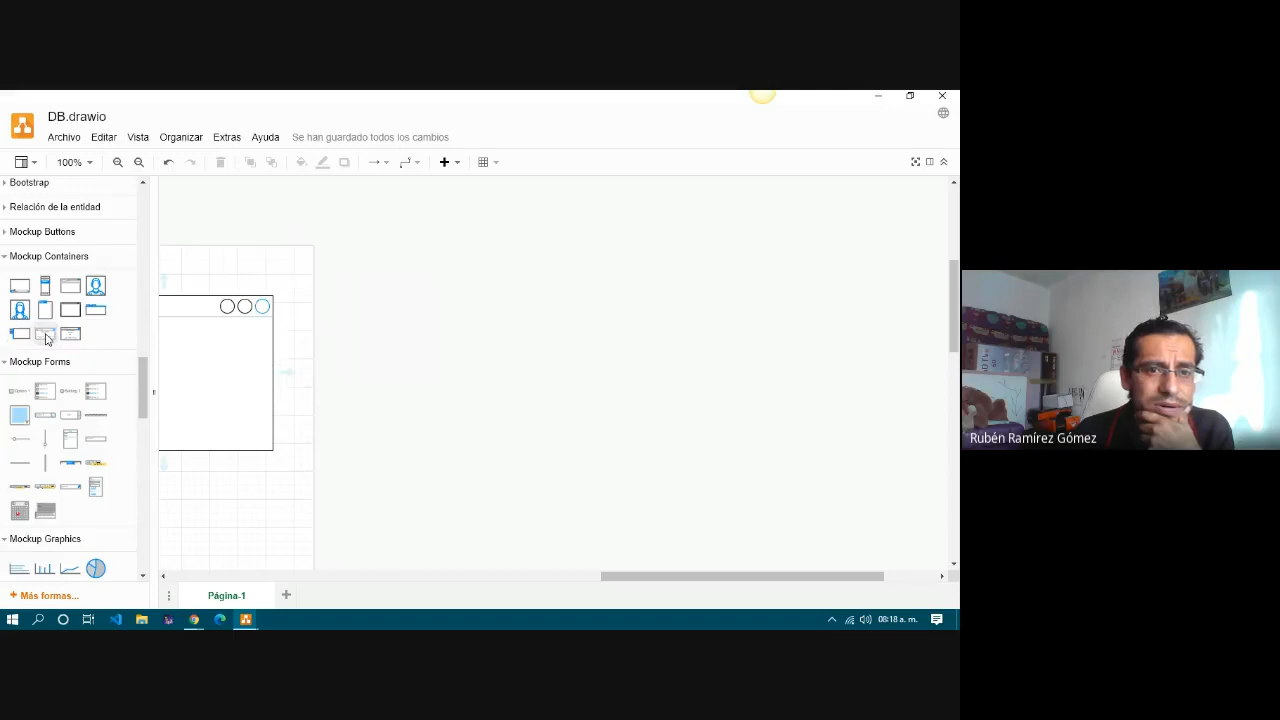 DB.drawio
Archivo Editar Vista Organizar Extras Ayuda Se han guardado todos los cambios
100%
Bootstrap
Relación de la entidad
Mockup Buttons
Mockup Containers
Mockup Forms
Mockup Graphics
+ Más formas...
Página-1
08:18 a. m.
Rubén Ramírez Gómez